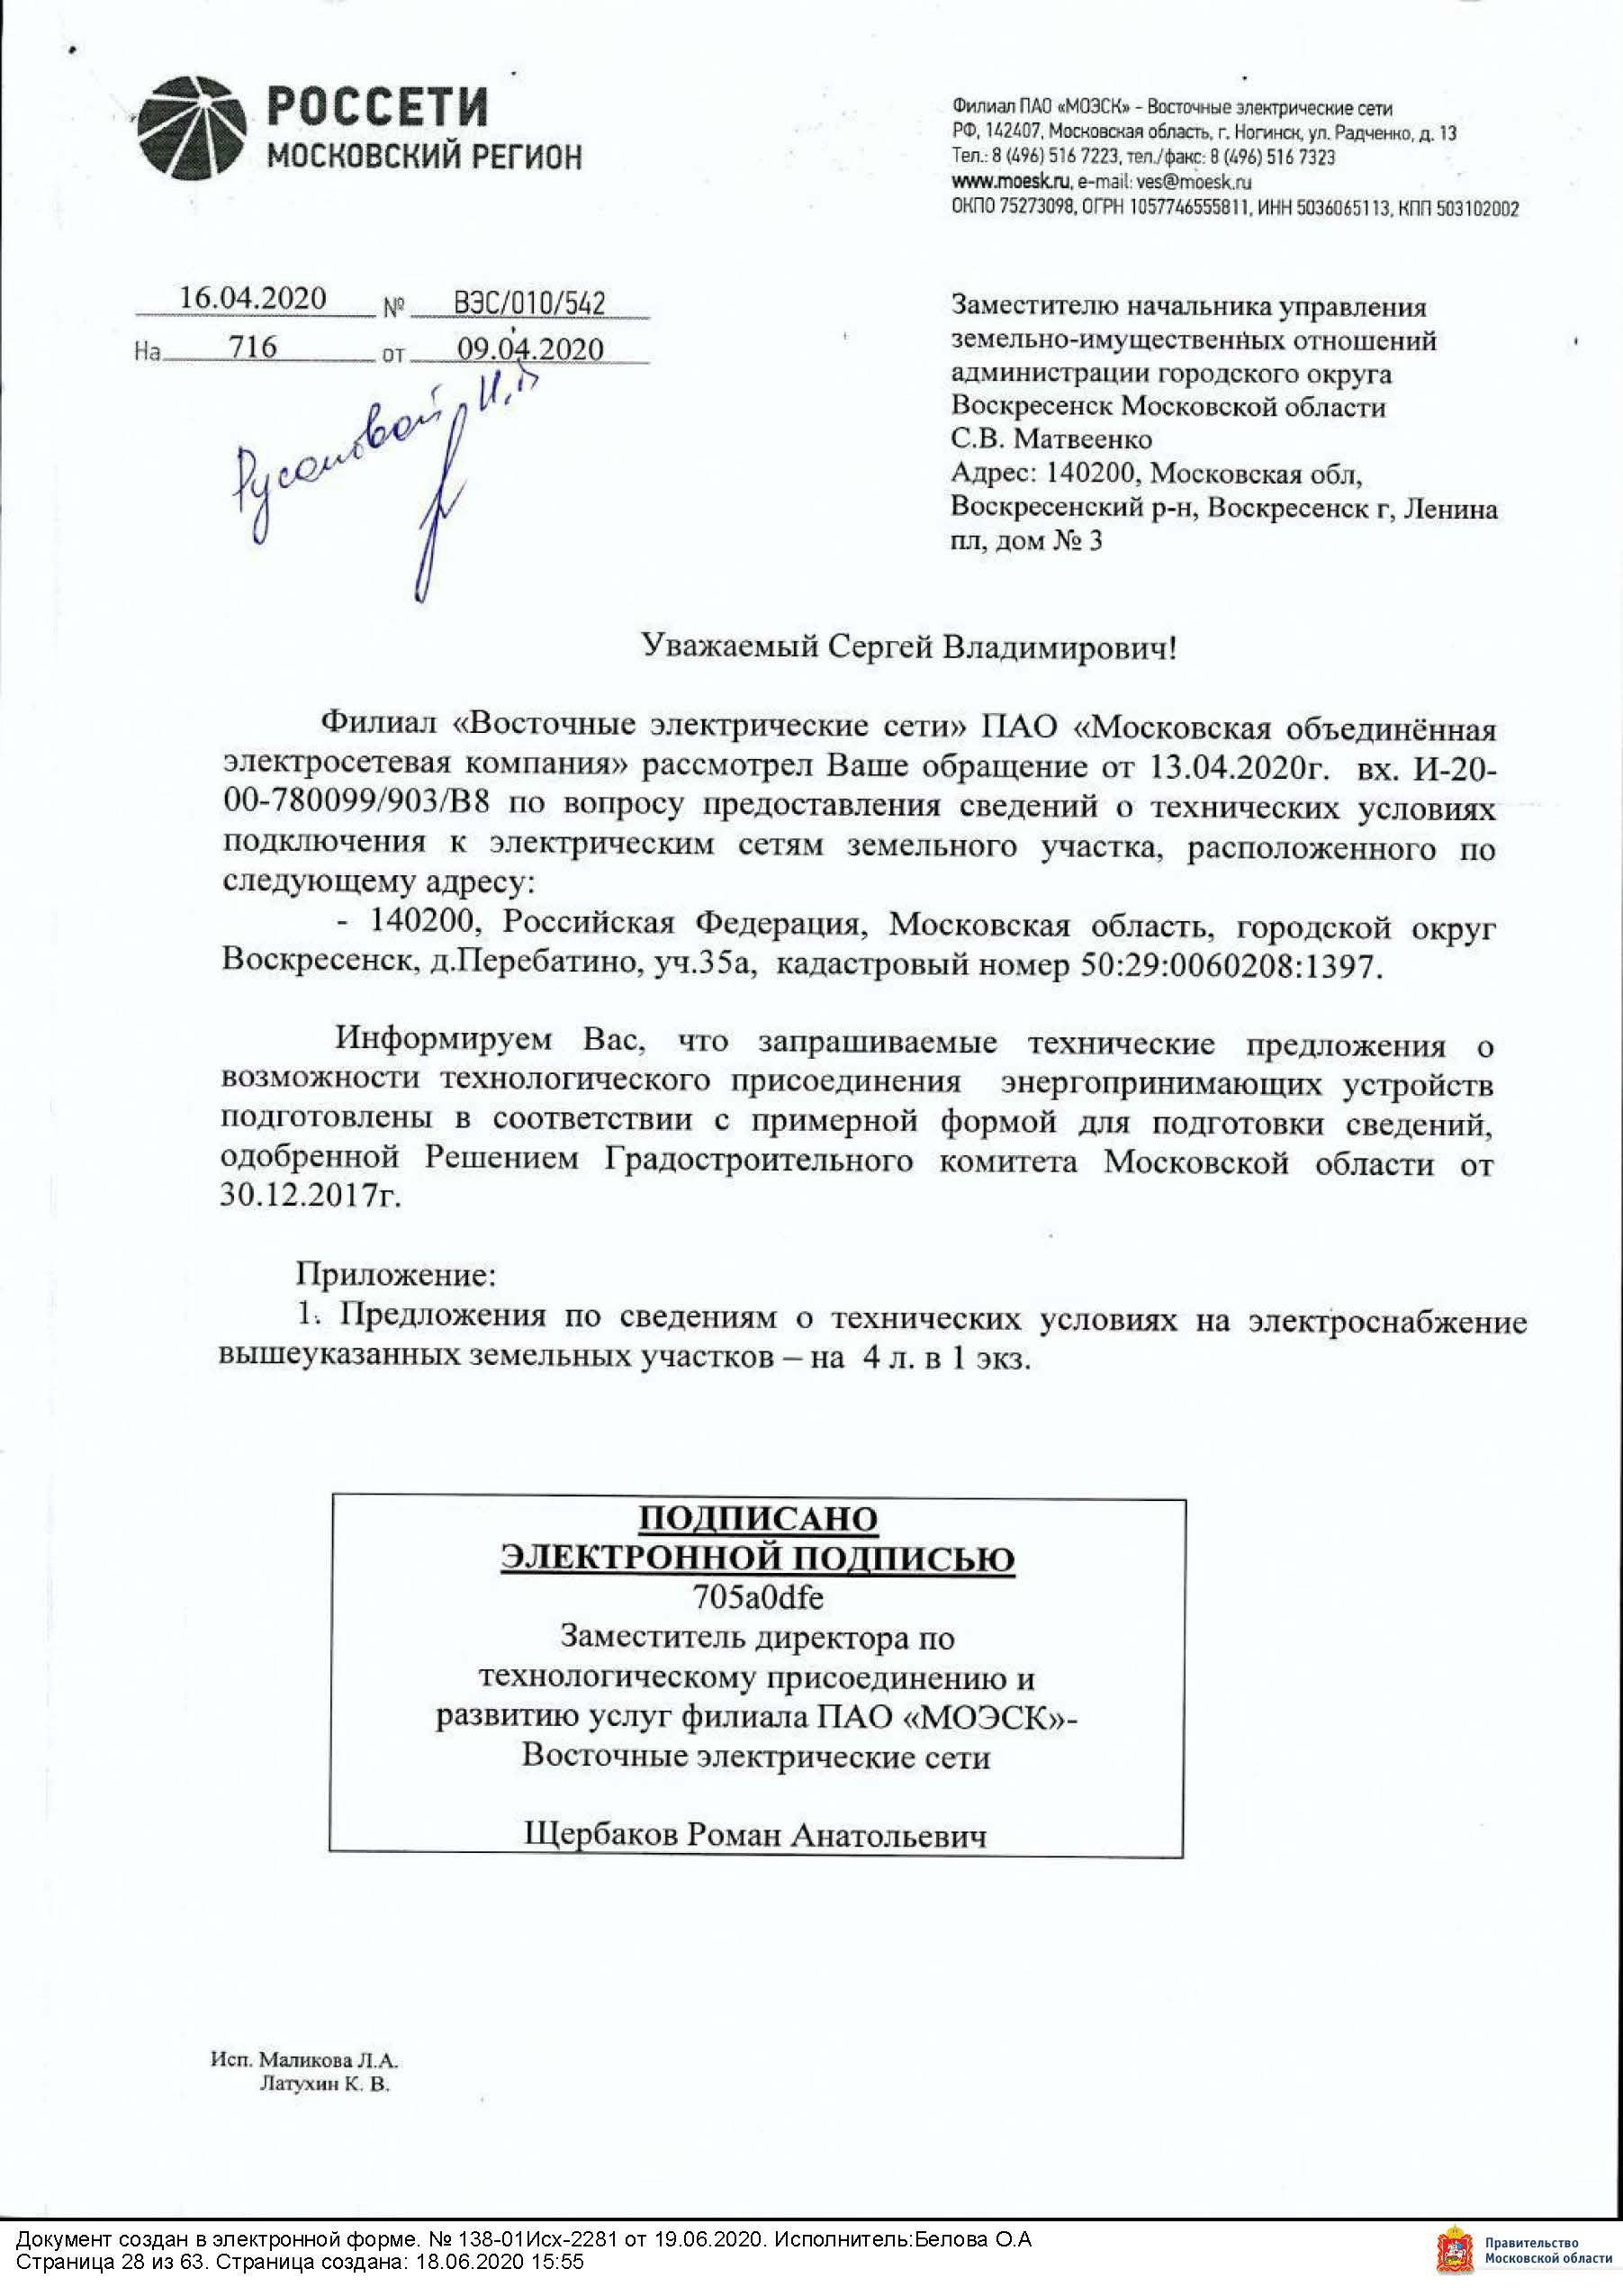 РОССЕТИ
МОСКОВСКИЙ РЕГИОН
Филиал ПАО «МОЭСК» - Восточные электрические сети
РФ, 142407, Московская область, г. Ногинск, ул. Радченко, д. 13
Тел.: 8 (496) 516 7223, тел./факс: 8 (496) 516 7323
www.moesk.ru, e-mail: ves@moesk.ru
ОКПО 75273098, ОГРН 1057746555811, ИНН 5036065113, КПП 503102002
16.04.2020 № ВЭС/010/542
На 716 от 09.04.2020
Русановой И.
Заместителю начальника управления
земельно-имущественных отношений
администрации городского округа
Воскресенск Московской области
С.В. Матвеенко
Адрес: 140200, Московская обл,
Воскресенский р-н, Воскресенск г, Ленина
пл, дом № 3
Уважаемый Сергей Владимирович!
Филиал «Восточные электрические сети» ПАО «Московская объединённая
электросетевая компания» рассмотрел Ваше обращение от 13.04.2020г. вх. И-20-
00-780099/903/В8 по вопросу предоставления сведений о технических условиях
подключения к электрическим сетям земельного участка, расположенного по
следующему адресу:
- 140200, Российская Федерация, Московская область, городской округ
Воскресенск, д.Перебатино, уч.35а, кадастровый номер 50:29:0060208:1397.
Информируем Вас, что запрашиваемые технические предложения о
возможности технологического присоединения энергопринимающих устройств
подготовлены в соответствии с примерной формой для подготовки сведений,
одобренной Решением Градостроительного комитета Московской области от
30.12.2017г.
Приложение:
1. Предложения по сведениям о технических условиях на электроснабжение
вышеуказанных земельных участков – на 4 л. в 1 экз.
ПОДПИСАНО
ЭЛЕКТРОННОЙ ПОДПИСЬЮ
705a0dfe
Заместитель директора по
технологическому присоединению и
развитию услуг филиала ПАО «МОЭСК»-
Восточные электрические сети
Щербаков Роман Анатольевич
Исп. Маликова Л.А.
Латухин К. В.
Документ создан в электронной форме. № 138-01Исх-2281 от 19.06.2020. Исполнитель:Белова О.А
Страница 28 из 63. Страница создана: 18.06.2020 15:55
Правительство
Московской области